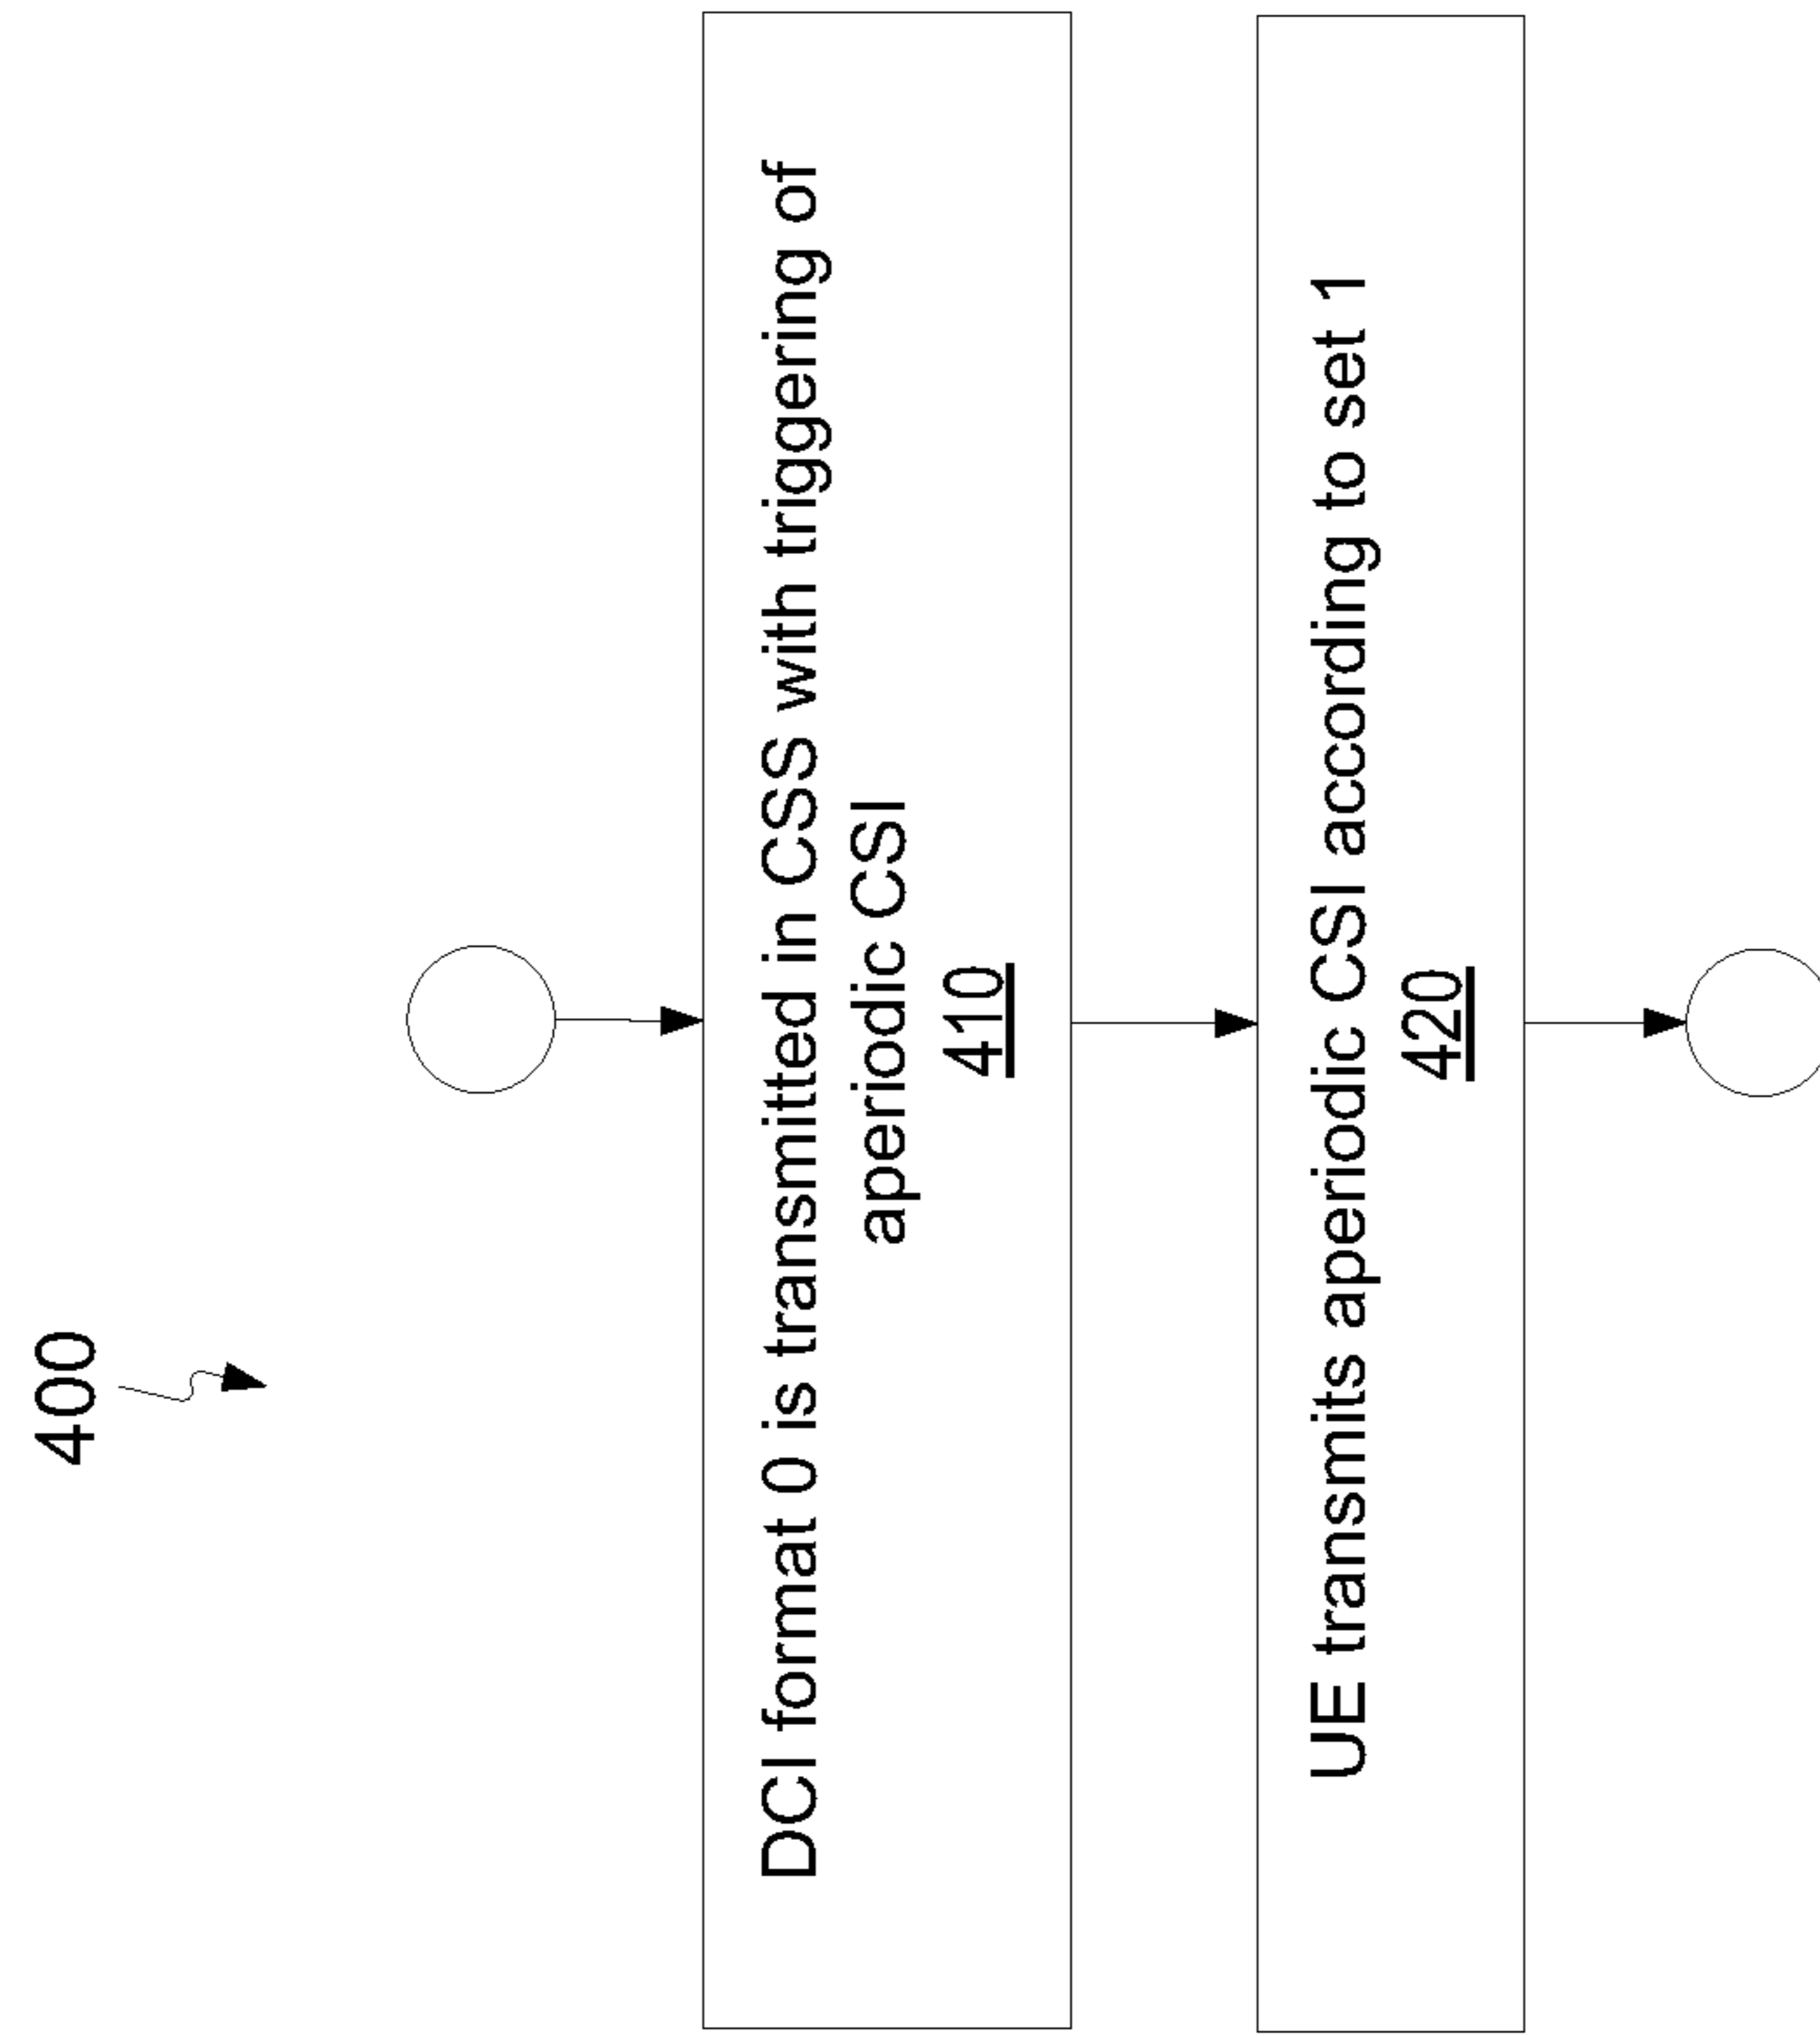 400
DCI format 0 is transmitted in CSS with triggering of
aperiodic CSI
410
UE transmits aperiodic CSI according to set 1
420